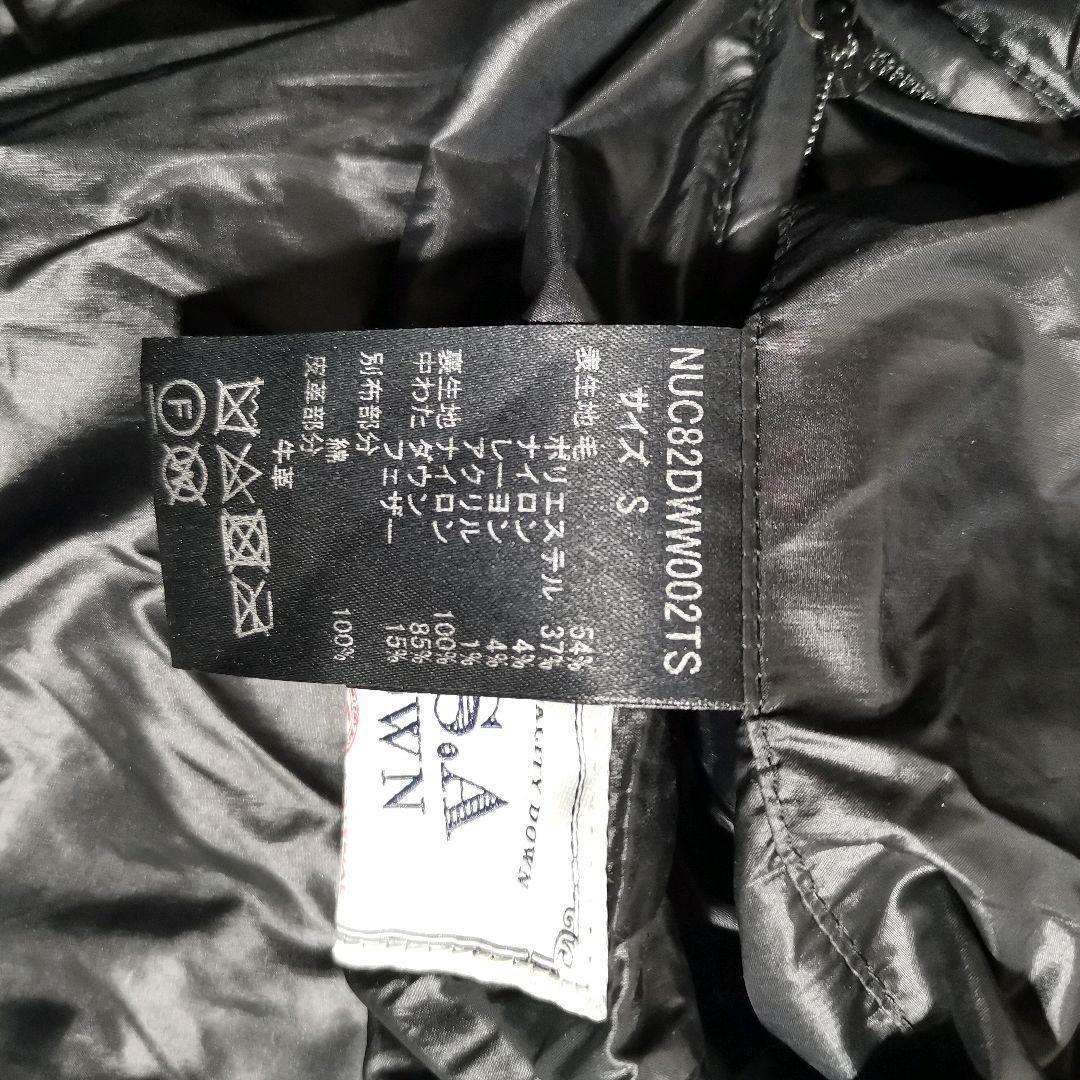 NUC82DWW002TS
サイズ S
表生地 毛 54%
ポリエステル 37%
ナイロン 4%
レーヨン 4%
アクリル 1%
裏生地 ナイロン 100%
中わた ダウン 85%
フェザー 15%
別布部分
綿 100%
皮革部分
牛革
F
W
ALITY DOWN
S&A
WN